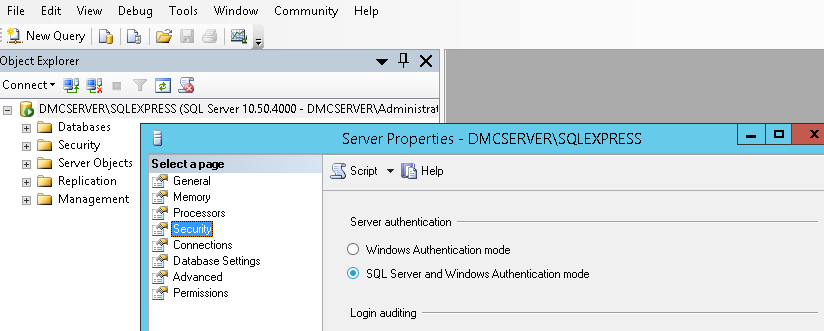 File Edit View Debug Tools Window Community Help
New Query
Object Explorer
Connect
DMCSERVER\SQLEXPRESS (SQL Server 10.50.4000 - DMCSERVER\Administrat
Databases
Security
Server Objects
Replication
Management
Server Properties - DMCSERVER\SQLEXPRESS
Select a page
General
Memory
Processors
Security
Connections
Database Settings
Advanced
Permissions
Script Help
Server authentication
Windows Authentication mode
SQL Server and Windows Authentication mode
Login auditing